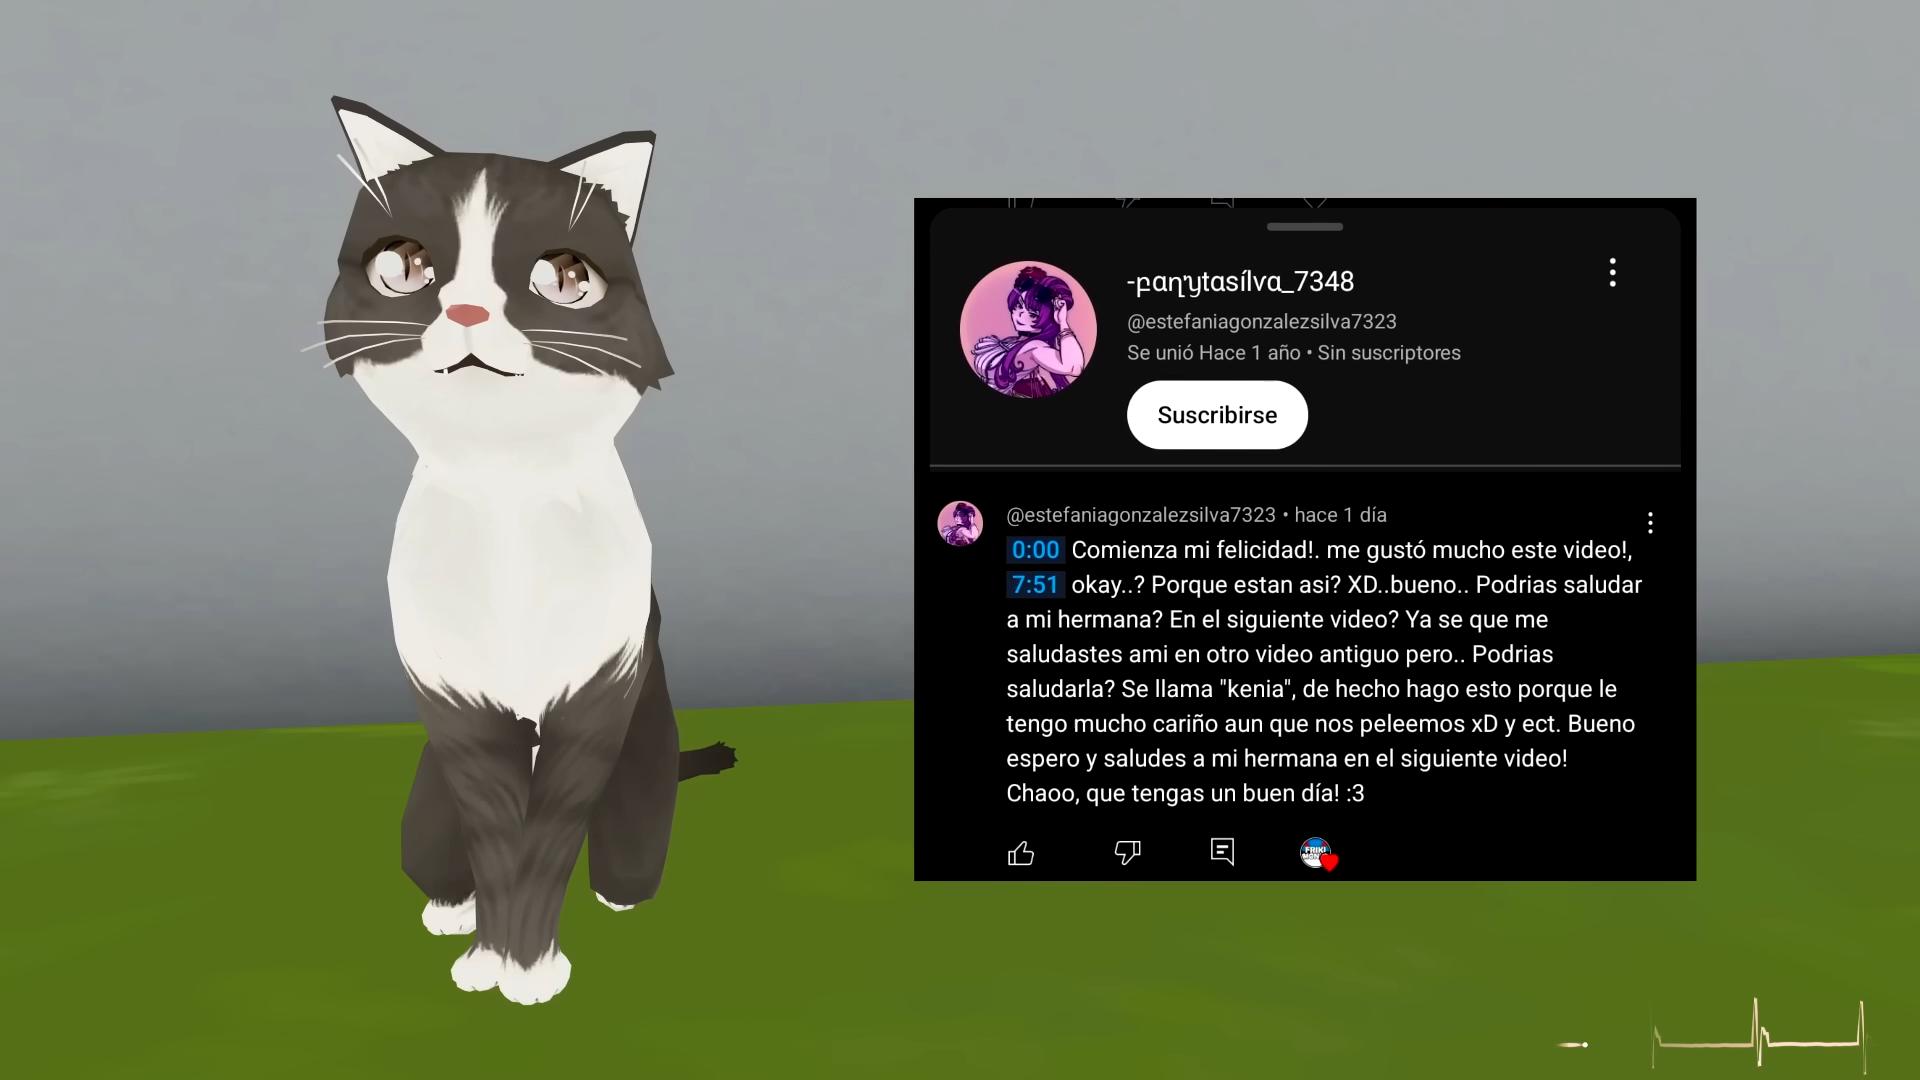 -pαɳყtαsílvα_7348
@estefaniagonzalezsilva7323
Se unió Hace 1 año • Sin suscriptores
Suscribirse
@estefaniagonzalezsilva7323 • hace 1 día
0:00 Comienza mi felicidad!. me gustó mucho este video!,
7:51 okay..? Porque estan asi? XD..bueno.. Podrias saludar
a mi hermana? En el siguiente video? Ya se que me
saludastes ami en otro video antiguo pero.. Podrias
saludarla? Se llama "kenia", de hecho hago esto porque le
tengo mucho cariño aun que nos peleemos xD y ect. Bueno
espero y saludes a mi hermana en el siguiente video!
Chaoo, que tengas un buen día! :3
FRIKI